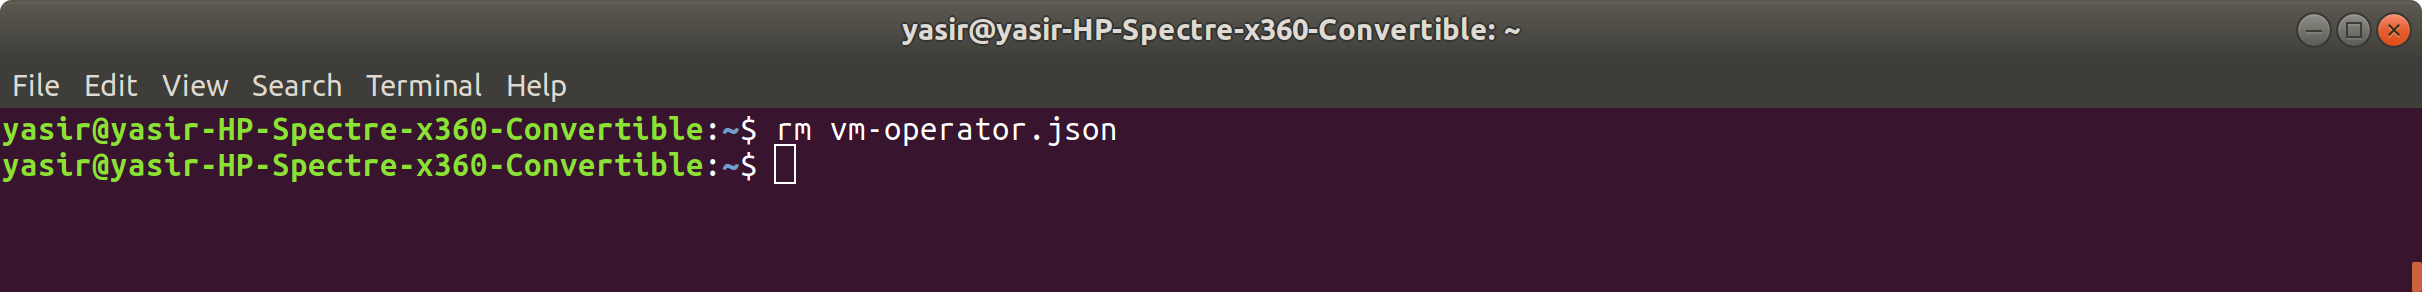 yasir@yasir-HP-Spectre-x360-Convertible: ~
File Edit View Search Terminal Help
yasir@yasir-HP-Spectre-x360-Convertible:~$ rm vm-operator.json
yasir@yasir-HP-Spectre-x360-Convertible:~$